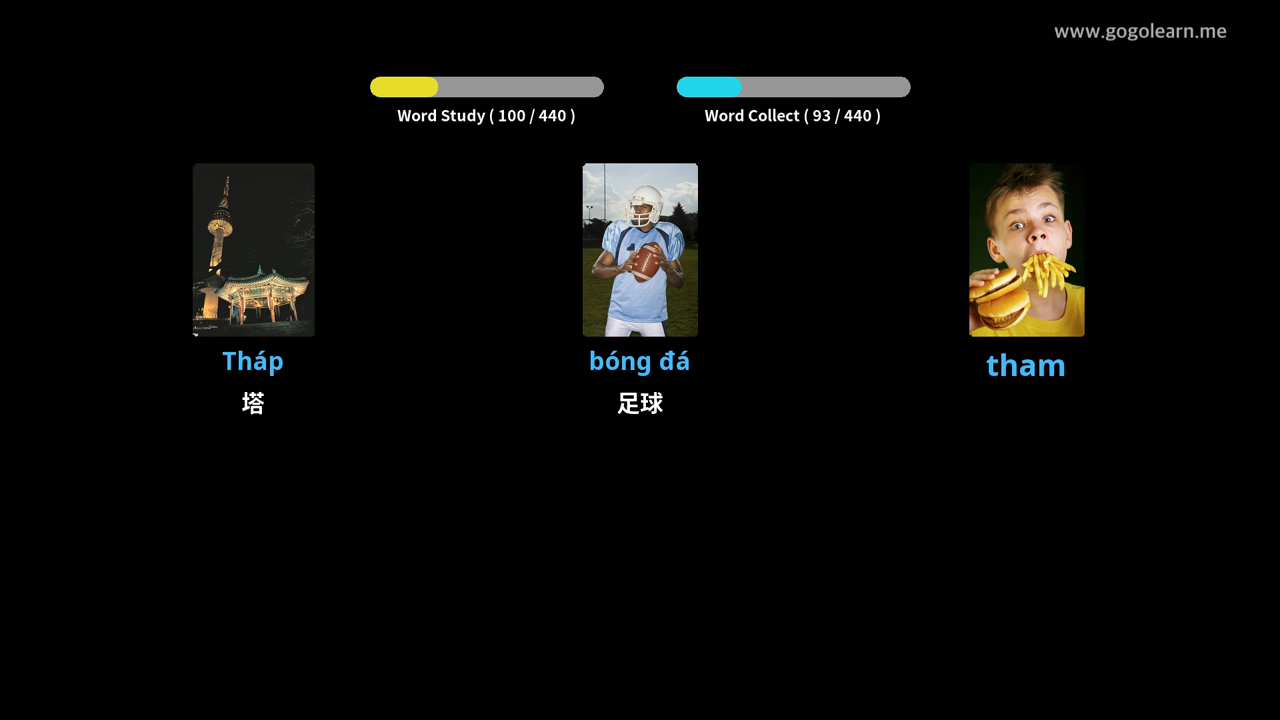 www.gogolearn.me
Word Study ( 100 / 440 )
Word Collect ( 93 / 440 )
Tháp
bóng đá
tham
塔
足球